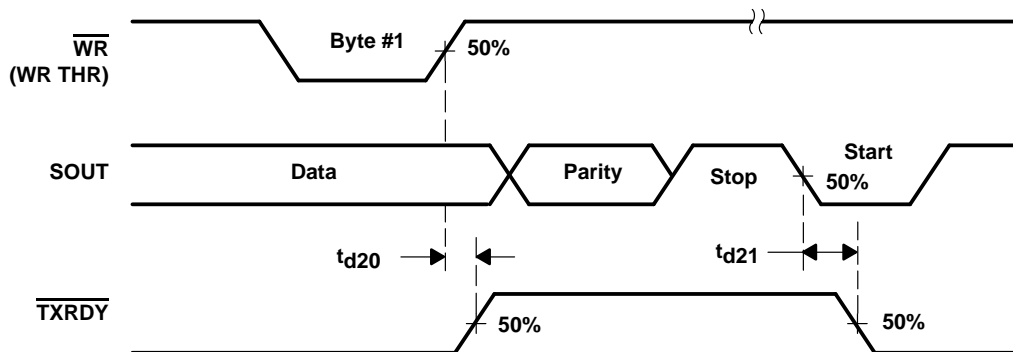 WR
(WR THR)
Byte #1
50%
SOUT
Data
Parity
Stop
Start
50%
td20
td21
TXRDY
50%
50%